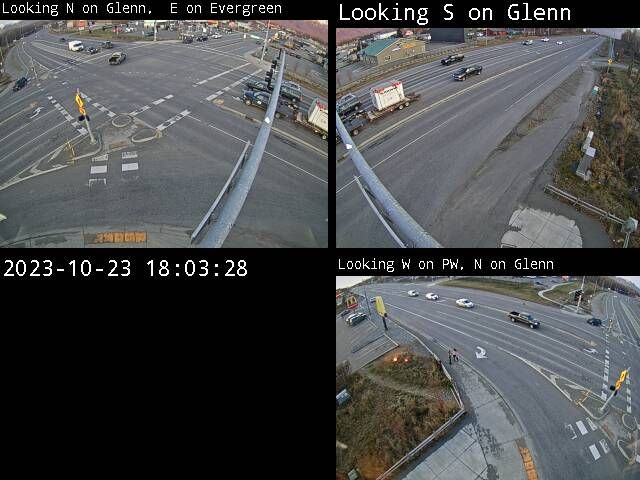 Looking N on Glenn,  E on Evergreen
Looking S on Glenn
2023-10-23 18:03:28
Looking W on PW, N on Glenn